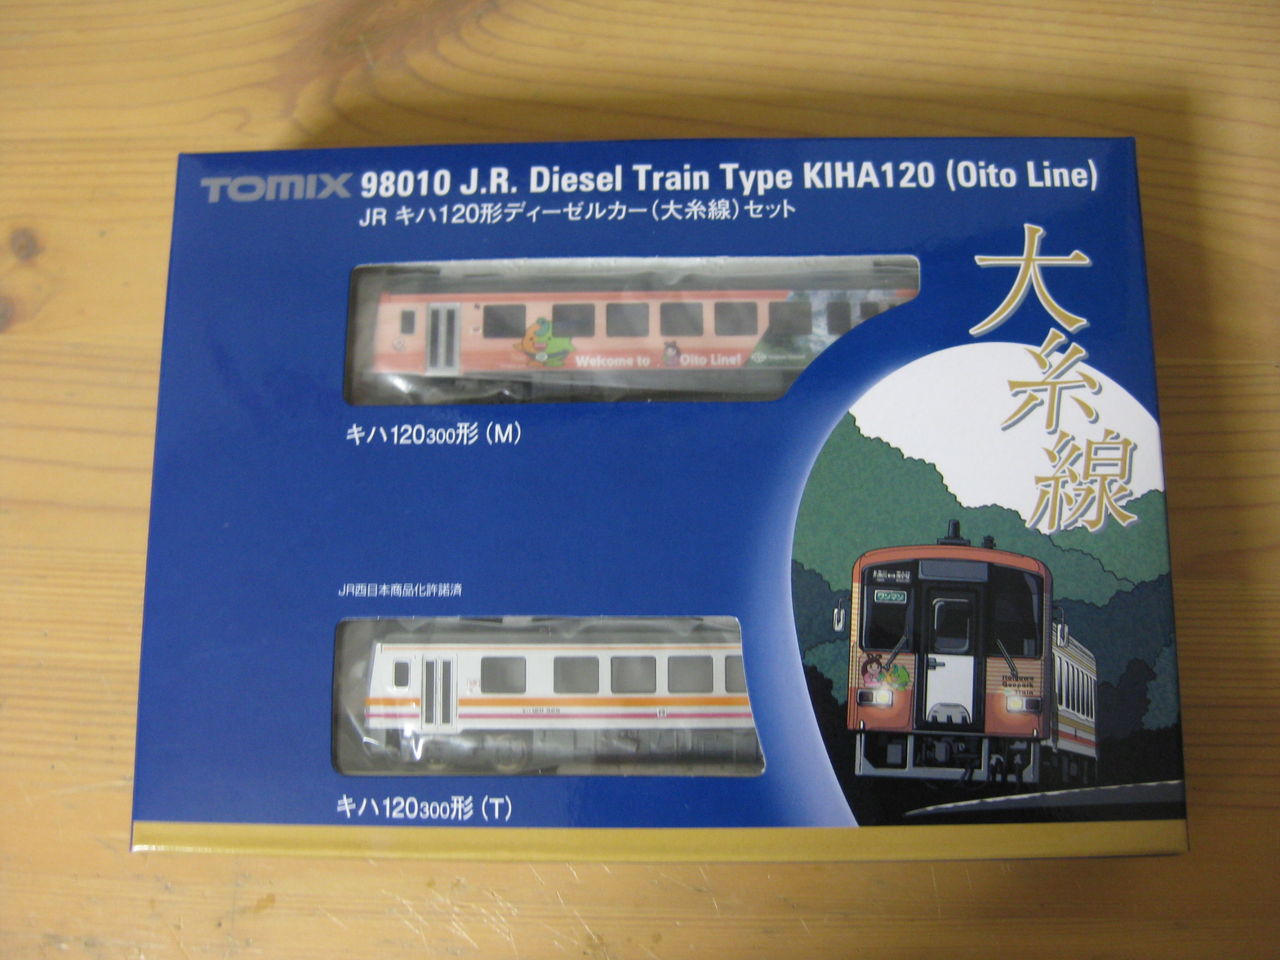 TOMIX 98010 J.R. Diesel Train Type KIHA120 (Oito Line)
JR キハ120形ディーゼルカー(大糸線)セット
大糸線
Welcome to Oito Line!
キハ120300形(M)
JR西日本商品化許諾済
ワンマン
Itoigawa
Geopark
Train
キハ120300形(T)